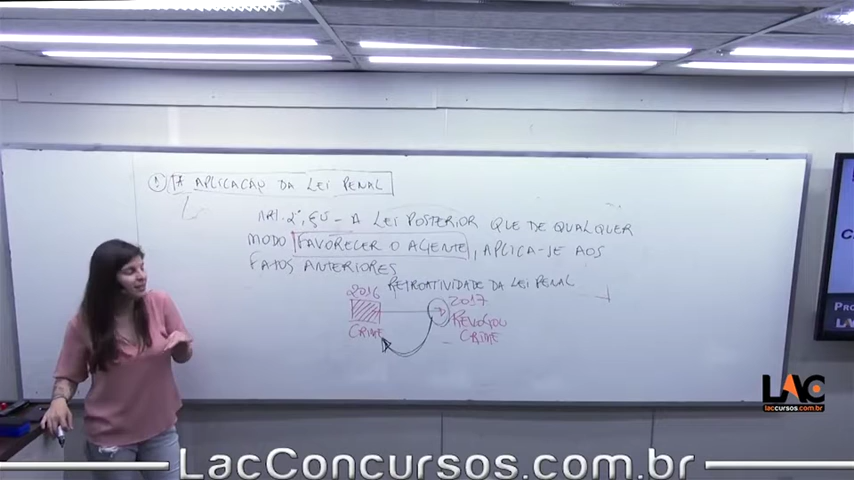 1 DA APLICAÇÃO DA LEI PENAL
ART. 2º, §Ú - A LEI POSTERIOR QUE DE QUALQUER
MODO FAVORECER O AGENTE, APLICA-SE AOS
FATOS ANTERIORES
RETROATIVIDADE DA LEI PENAL
2016
2017
REVOGOU
CRIME
CRIME
LAC
laccursos.com.br
LacConcursos.com.br